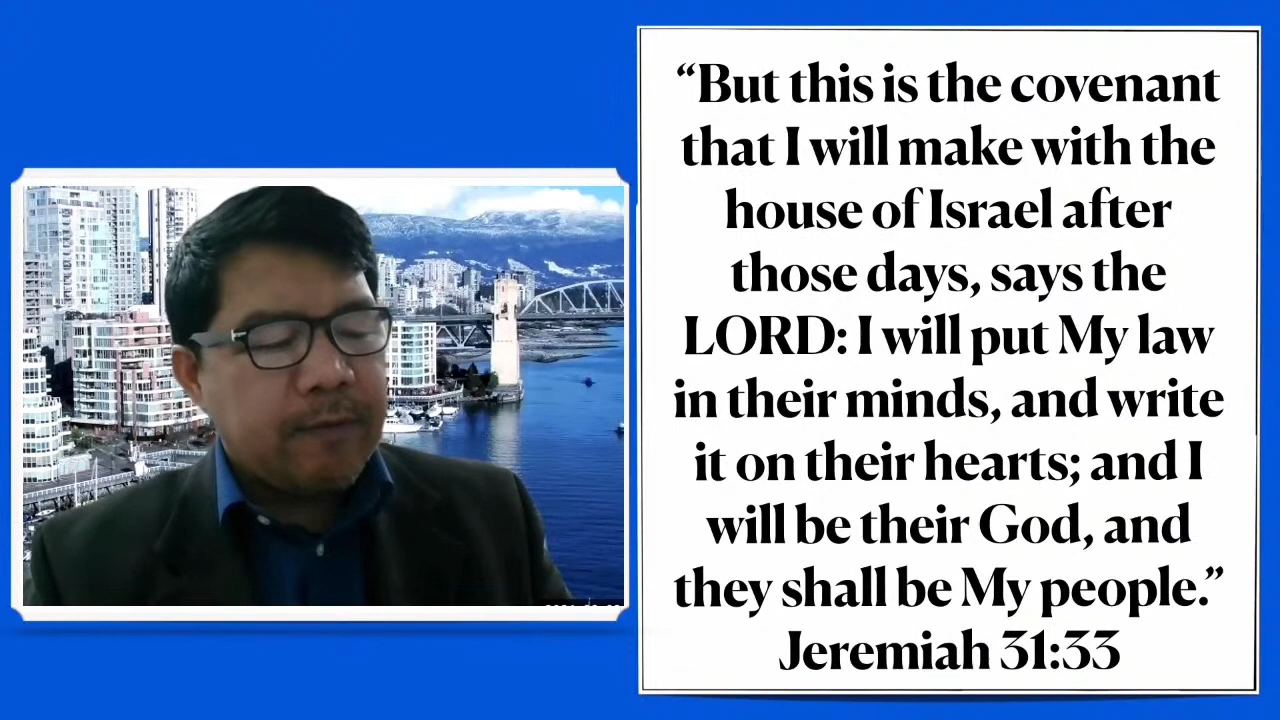 “But this is the covenant
that I will make with the
house of Israel after
those days, says the
LORD: I will put My law
in their minds, and write
it on their hearts; and I
will be their God, and
they shall be My people.”
Jeremiah 31:33